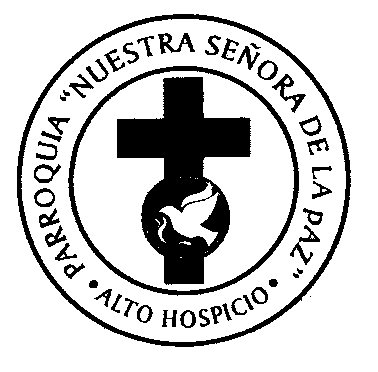 PARROQUIA "NUESTRA SEÑORA DE LA PAZ"
• ALTO HOSPICIO •